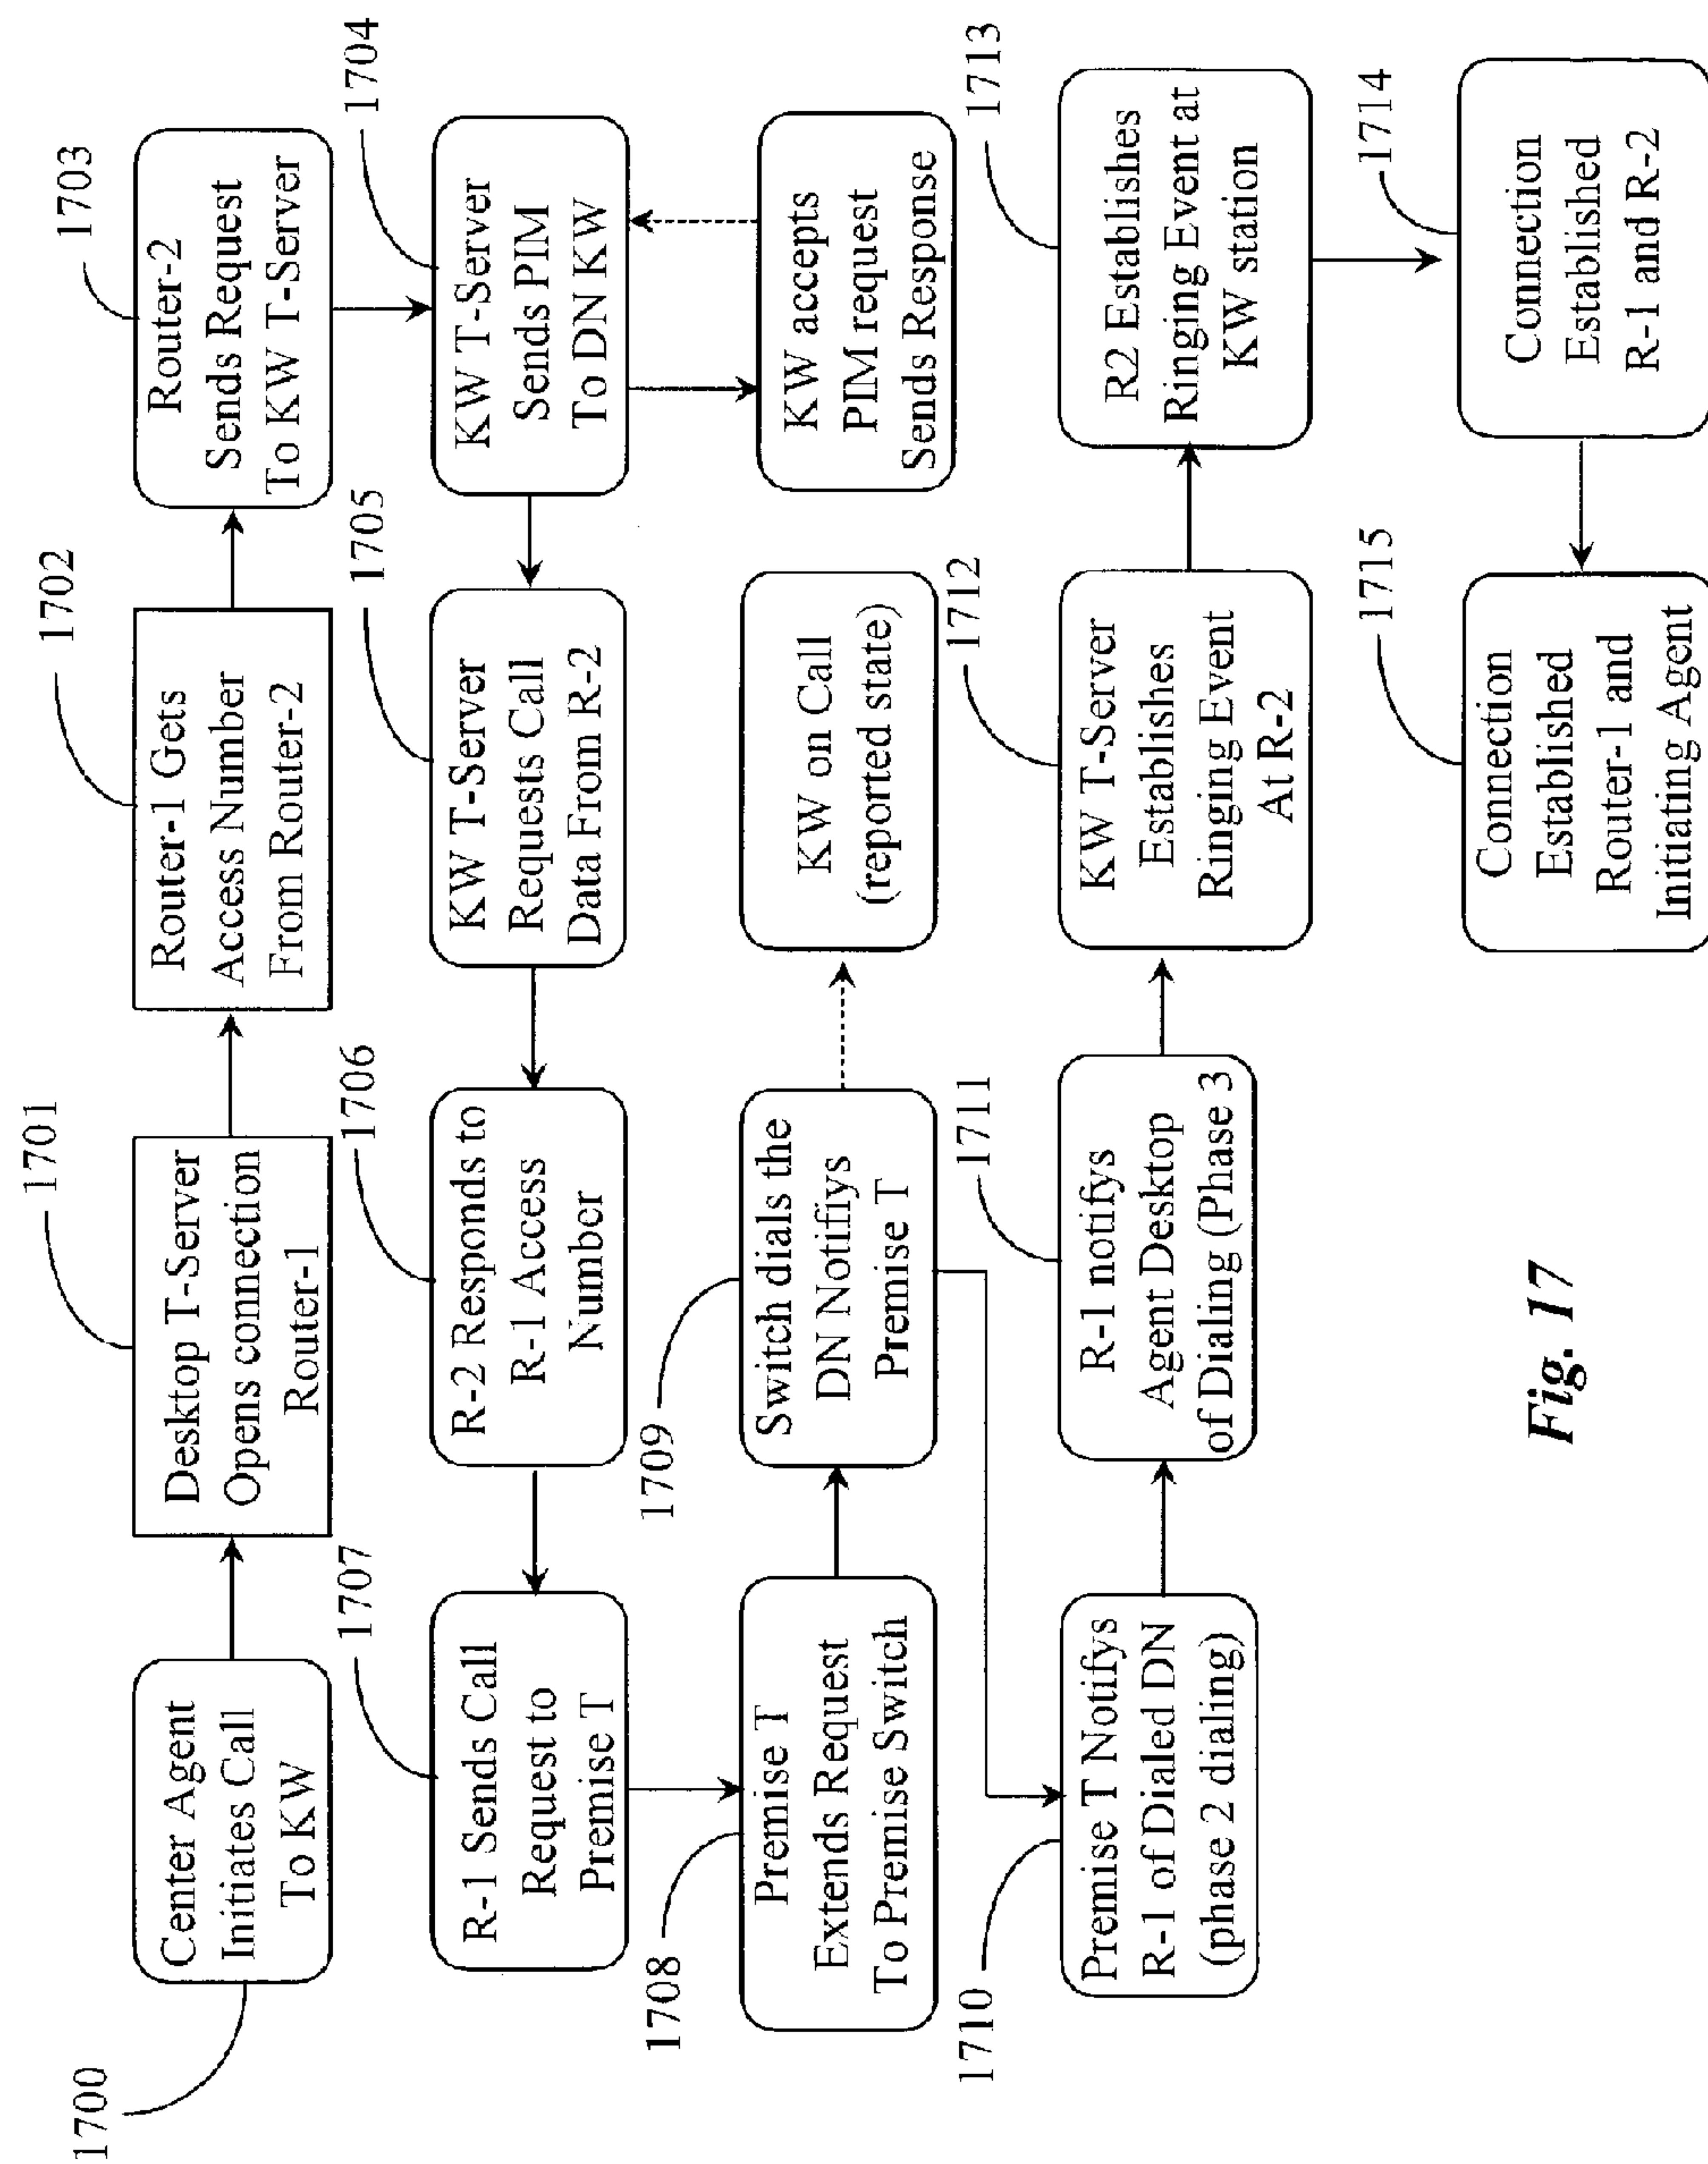 1700
Center Agent
Initiates Call
To KW
1701
Desktop T-Server
Opens connection
Router-1
1702
Router-1 Gets
Access Number
From Router-2
1703
Router-2
Sends Request
To KW T-Server
1704
KW T-Server
Sends PIM
To DN KW
KW accepts
PIM request
Sends Response
1705
KW T-Server
Requests Call
Data From R-2
1706
R-2 Responds to
R-1 Access
Number
1707
R-1 Sends Call
Request to
Premise T
1708
Premise T
Extends Request
To Premise Switch
1709
Switch dials the
DN Notifiys
Premise T
KW on Call
(reported state)
1710
Premise T Notifys
R-1 of Dialed DN
(phase 2 dialing)
1711
R-1 notifys
Agent Desktop
of Dialing (Phase 3
1712
KW T-Server
Establishes
Ringing Event
At R-2
1713
R2 Establishes
Ringing Event at
KW station
1714
Connection
Established
R-1 and R-2
1715
Connection
Established
Router-1 and
Initiating Agent
Fig. 17